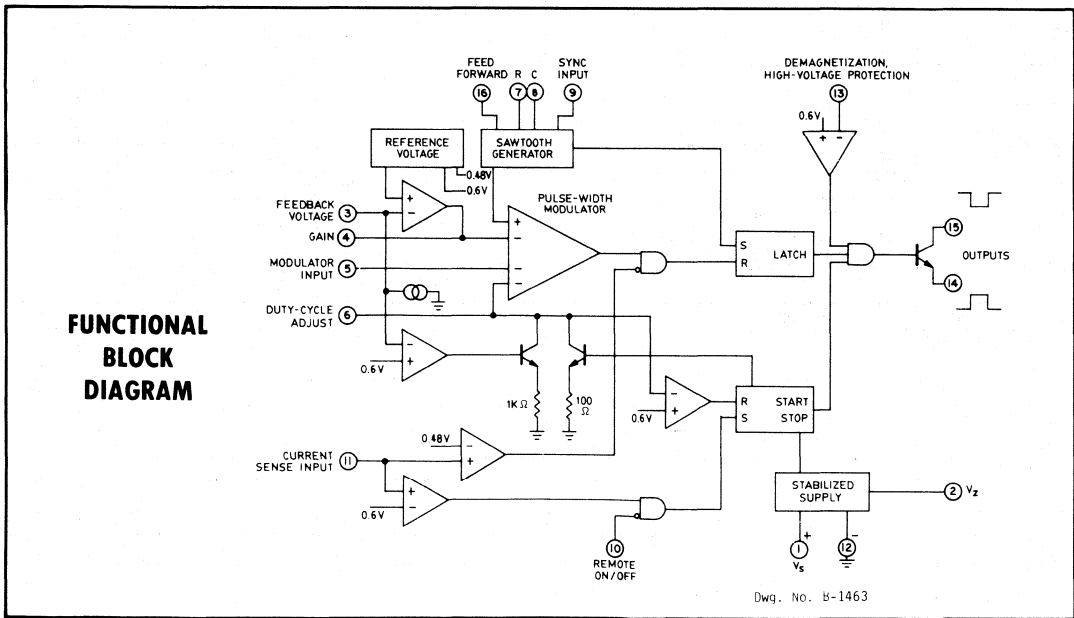 FUNCTIONAL
BLOCK
DIAGRAM
FEED
FORWARD R C
SYNC
INPUT
16 7 8 9
DEMAGNETIZATION,
HIGH-VOLTAGE PROTECTION
13
0.6V
+ −
REFERENCE
VOLTAGE
SAWTOOTH
GENERATOR
0.48V
0.6V
PULSE-WIDTH
MODULATOR
FEEDBACK
VOLTAGE 3
+
−
GAIN 4
+
−
MODULATOR
INPUT 5
−
−
S
R LATCH
15
OUTPUTS
14
DUTY-CYCLE
ADJUST 6
−
+
0.6V
1KΩ
100
Ω
−
+
0.6V
R START
S STOP
0.48V
−
+
CURRENT
SENSE INPUT 11
+
−
0.6V
10
REMOTE
ON/OFF
STABILIZED
SUPPLY
2 Vz
+ −
1 12
Vs
Dwg. No. B-1463